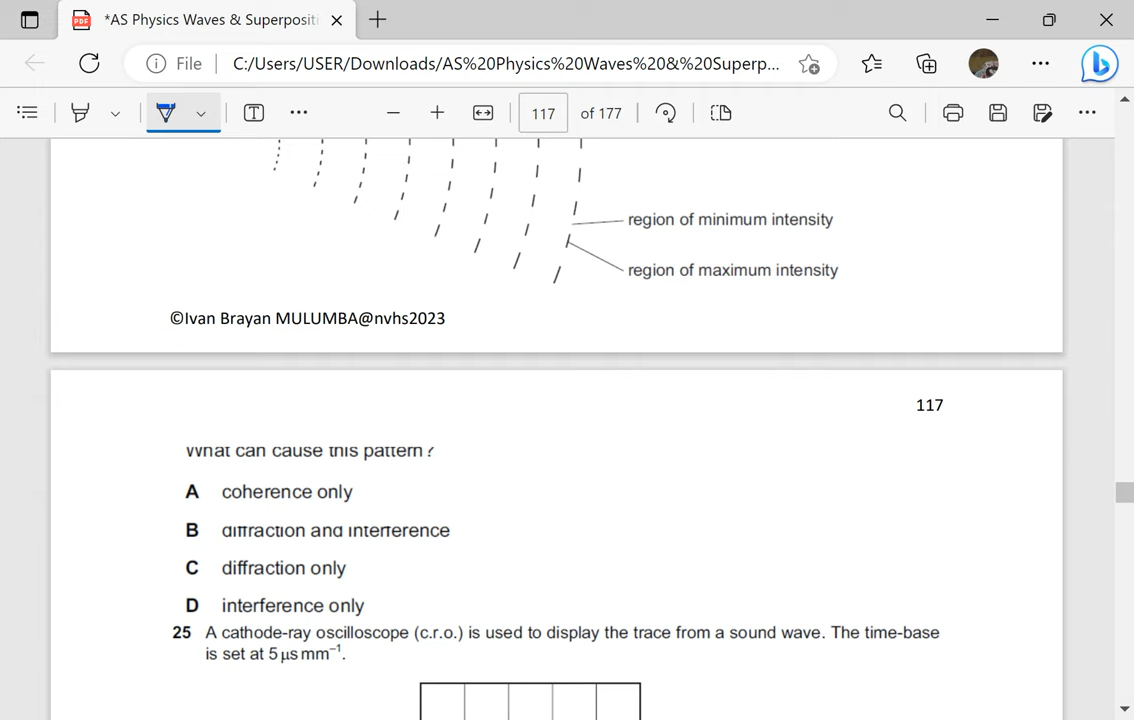 *AS Physics Waves & Superpositi
File
C:/Users/USER/Downloads/AS%20Physics%20Waves%20&%20Superp...
117 of 177
region of minimum intensity
region of maximum intensity
©Ivan Brayan MULUMBA@nvhs2023
117
What can cause this pattern?
A coherence only
B diffraction and interference
C diffraction only
D interference only
25 A cathode-ray oscilloscope (c.r.o.) is used to display the trace from a sound wave. The time-base
is set at 5 μs mm⁻¹.